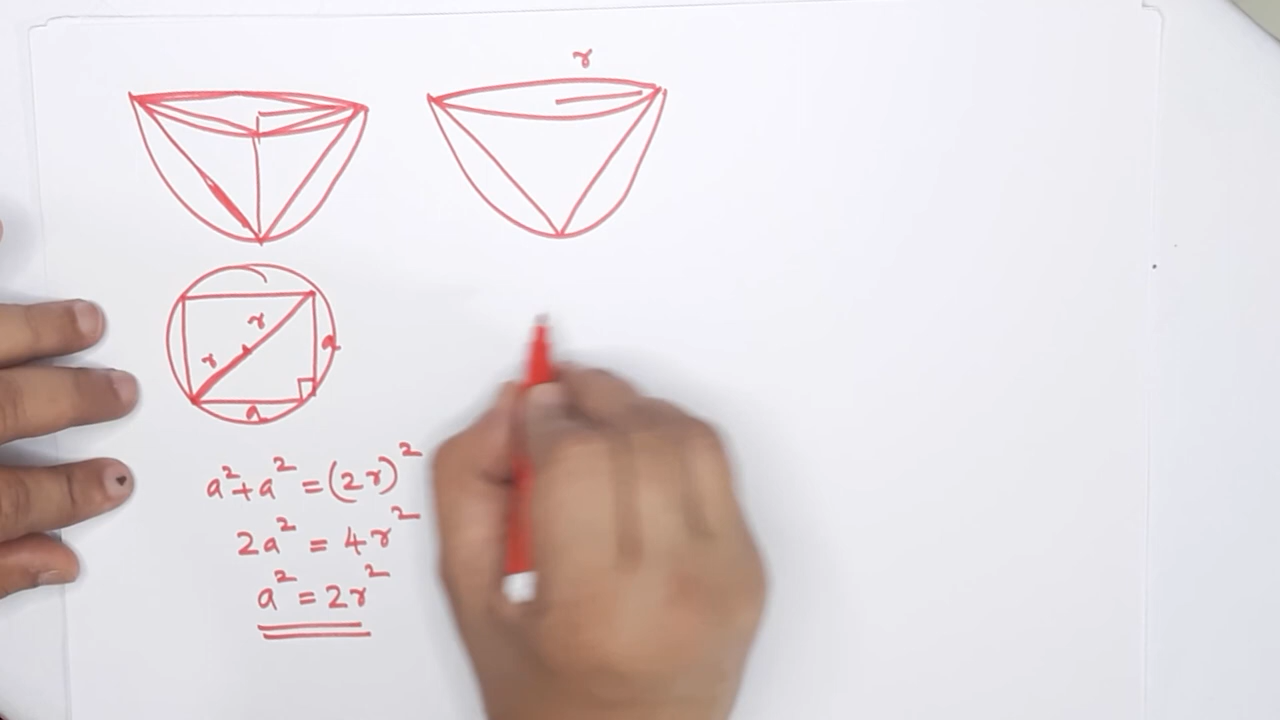 r
r
r
a
a
a²+a² = (2r)²
2a² = 4r²
a² = 2r²